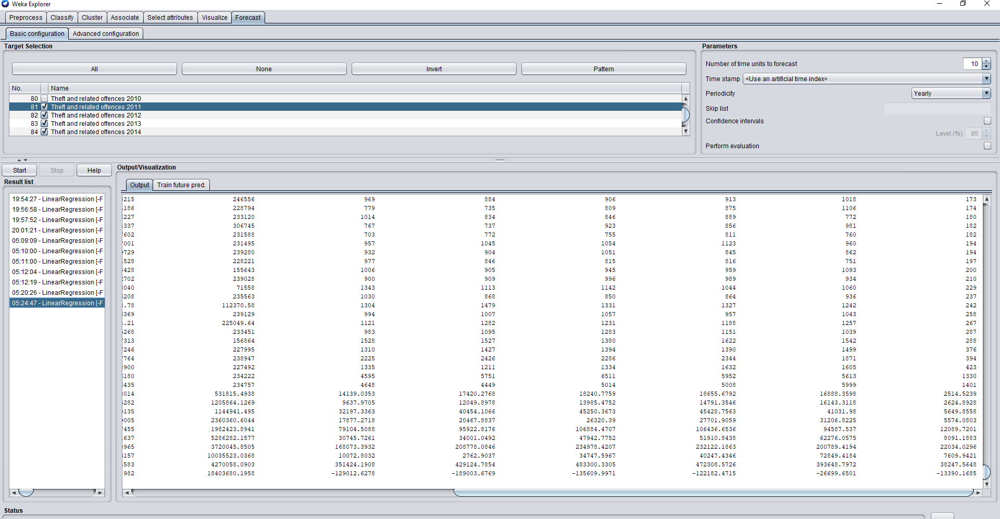 Weka Explorer
Preprocess Classify Cluster Associate Select attributes Visualize Forecast
Basic configuration Advanced configuration
Target Selection
All None Invert Pattern
No. Name
80 Theft and related offences 2010
81 Theft and related offences 2011
82 Theft and related offences 2012
83 Theft and related offences 2013
84 Theft and related offences 2014
Parameters
Number of time units to forecast 10
Time stamp <Use an artificial time index>
Periodicity Yearly
Skip list
Confidence intervals
Level (%) 95
Perform evaluation
Start Stop Help
Result list
19:54:27 - LinearRegression [-F
19:56:58 - LinearRegression [-F
19:57:52 - LinearRegression [-F
20:01:21 - LinearRegression [-F
05:09:09 - LinearRegression [-F
05:10:00 - LinearRegression [-F
05:11:00 - LinearRegression [-F
05:12:04 - LinearRegression [-F
05:12:19 - LinearRegression [-F
05:20:26 - LinearRegression [-F
05:24:47 - LinearRegression [-F
Output/Visualization
Output Train future pred.
215 246556 969 884 906 913 1018 173
186 228794 779 735 809 875 1106 174
227 233120 1014 834 846 889 772 180
337 306745 767 737 923 856 981 182
602 231588 703 772 755 811 760 182
001 231495 957 1045 1054 1123 960 194
729 239280 932 904 1051 845 862 194
528 228221 977 846 815 816 751 197
428 155643 1006 905 945 959 1093 200
702 239028 900 909 996 989 934 210
040 71558 1343 1113 1142 1044 1060 229
208 235563 1030 868 850 864 936 237
.78 112370.58 1304 1479 1331 1327 1242 242
369 239129 994 1007 1057 957 1043 258
.21 225049.64 1121 1282 1231 1188 1257 267
268 233451 983 1095 1283 1151 1039 287
313 156864 1528 1527 1380 1622 1542 288
246 227995 1310 1427 1394 1390 1499 376
764 238947 2225 2426 2286 2344 1871 394
900 227492 1335 1211 1334 1632 1605 423
180 234222 4595 5751 6511 5952 5613 1330
435 234757 4648 4449 5014 5008 5999 1401
014 531815.4938 14139.0353 17420.2768 18240.7759 18655.6792 16888.3598 2514.5239
282 1205864.1269 9637.9705 12049.8978 13985.4752 14791.3546 16143.3118 2624.8928
135 1144941.495 32197.3363 40454.1066 45250.3673 45428.7563 41031.98 5649.8558
005 2360360.6044 17877.2718 20467.8837 26320.39 27701.9059 31206.8225 5574.0803
455 1982423.8941 79104.5088 95922.8176 106884.4707 106436.6536 94587.537 12089.7201
637 5286282.1577 30745.7261 34001.0492 47942.7752 51910.8438 62276.0575 8091.1883
965 3720045.8505 168073.3932 208778.0846 234978.4207 232122.1863 200789.4194 22034.0296
157 10035523.0368 10072.8032 2762.9037 34747.5967 40247.4346 72849.4184 7609.9421
583 4270058.0903 351424.1908 429124.7854 483300.3305 472308.5726 393648.7972 38247.5648
982 18403680.1958 -129012.6278 -189003.6769 -135609.9971 -122182.4715 -26699.6501 -13390.1685
Status